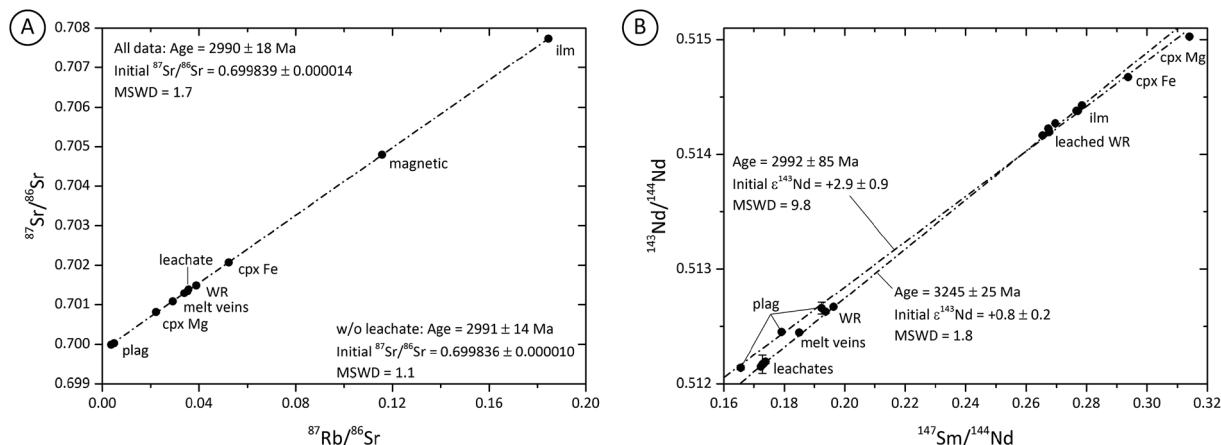 A
0.708
0.707
0.706
0.705
0.704
0.703
0.702
0.701
0.700
0.699
⁸⁷Sr/⁸⁶Sr
All data: Age = 2990 ± 18 Ma
Initial ⁸⁷Sr/⁸⁶Sr = 0.699839 ± 0.000014
MSWD = 1.7
ilm
magnetic
leachate
cpx Fe
WR
melt veins
cpx Mg
plag
w/o leachate: Age = 2991 ± 14 Ma
Initial ⁸⁷Sr/⁸⁶Sr = 0.699836 ± 0.000010
MSWD = 1.1
0.00 0.04 0.08 0.12 0.16 0.20
⁸⁷Rb/⁸⁶Sr
B
0.515
0.514
0.513
0.512
¹⁴³Nd/¹⁴⁴Nd
cpx Mg
cpx Fe
ilm
leached WR
Age = 2992 ± 85 Ma
Initial ε¹⁴³Nd = +2.9 ± 0.9
MSWD = 9.8
plag
WR
melt veins
leachates
Age = 3245 ± 25 Ma
Initial ε¹⁴³Nd = +0.8 ± 0.2
MSWD = 1.8
0.16 0.18 0.20 0.22 0.24 0.26 0.28 0.30 0.32
¹⁴⁷Sm/¹⁴⁴Nd